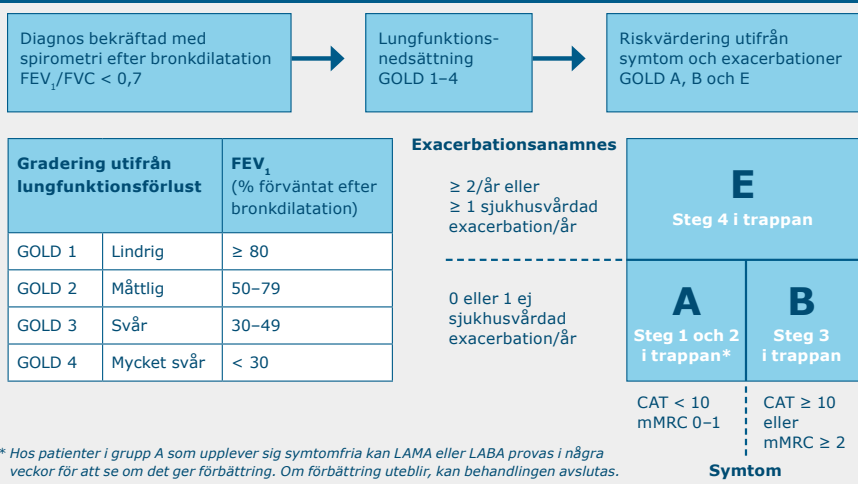 Diagnos bekräftad med
spirometri efter bronkdilatation
FEV₁/FVC < 0,7
Lungfunktions-
nedsättning
GOLD 1–4
Riskvärdering utifrån
symtom och exacerbationer
GOLD A, B och E
Gradering utifrån
lungfunktionsförlust
FEV₁
(% förväntat efter
bronkdilatation)
GOLD 1 Lindrig ≥ 80
GOLD 2 Måttlig 50–79
GOLD 3 Svår 30–49
GOLD 4 Mycket svår < 30
Exacerbationsanamnes
≥ 2/år eller
≥ 1 sjukhusvårdad
exacerbation/år
E
Steg 4 i trappan
0 eller 1 ej
sjukhusvårdad
exacerbation/år
A
Steg 1 och 2
i trappan*
B
Steg 3
i trappan
CAT < 10
mMRC 0–1
CAT ≥ 10
eller
mMRC ≥ 2
Symtom
* Hos patienter i grupp A som upplever sig symtomfria kan LAMA eller LABA provas i några
veckor för att se om det ger förbättring. Om förbättring uteblir, kan behandlingen avslutas.